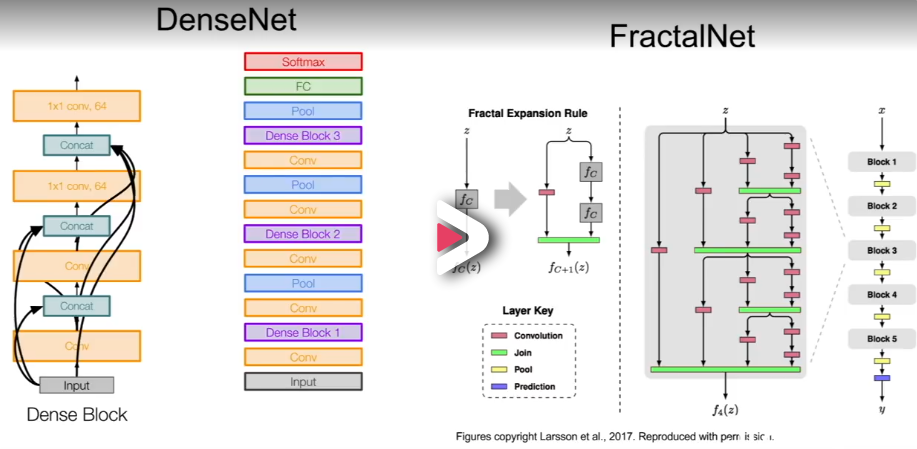 DenseNet
FractalNet
1x1 conv, 64
Concat
1x1 conv, 64
Concat
Conv
Concat
Conv
Input
Dense Block
Softmax
FC
Pool
Dense Block 3
Conv
Pool
Conv
Dense Block 2
Conv
Pool
Conv
Dense Block 1
Conv
Input
Fractal Expansion Rule
z
z
f_C
f_C
f_C
f_C(z)
f_{C+1}(z)
Layer Key
Convolution
Join
Pool
Prediction
z
f_4(z)
x
Block 1
Block 2
Block 3
Block 4
Block 5
y
Figures copyright Larsson et al., 2017. Reproduced with